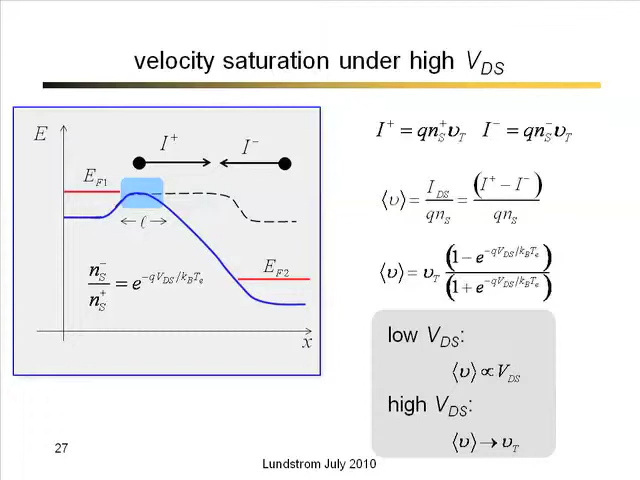 velocity saturation under high V_DS
E
I⁺
I⁻
E_F1
← ℓ →
E_F2
n_S⁻ / n_S⁺ = e^(−qV_DS/k_BT_e)
x
I⁺ = qn_S⁺υ_T   I⁻ = qn_S⁻υ_T
⟨υ⟩ = I_DS / qn_S = (I⁺ − I⁻) / qn_S
⟨υ⟩ = υ_T (1 − e^(−qV_DS/k_BT_e)) / (1 + e^(−qV_DS/k_BT_e))
low V_DS:
⟨υ⟩ ∝ V_DS
high V_DS:
⟨υ⟩ → υ_T
27
Lundstrom July 2010